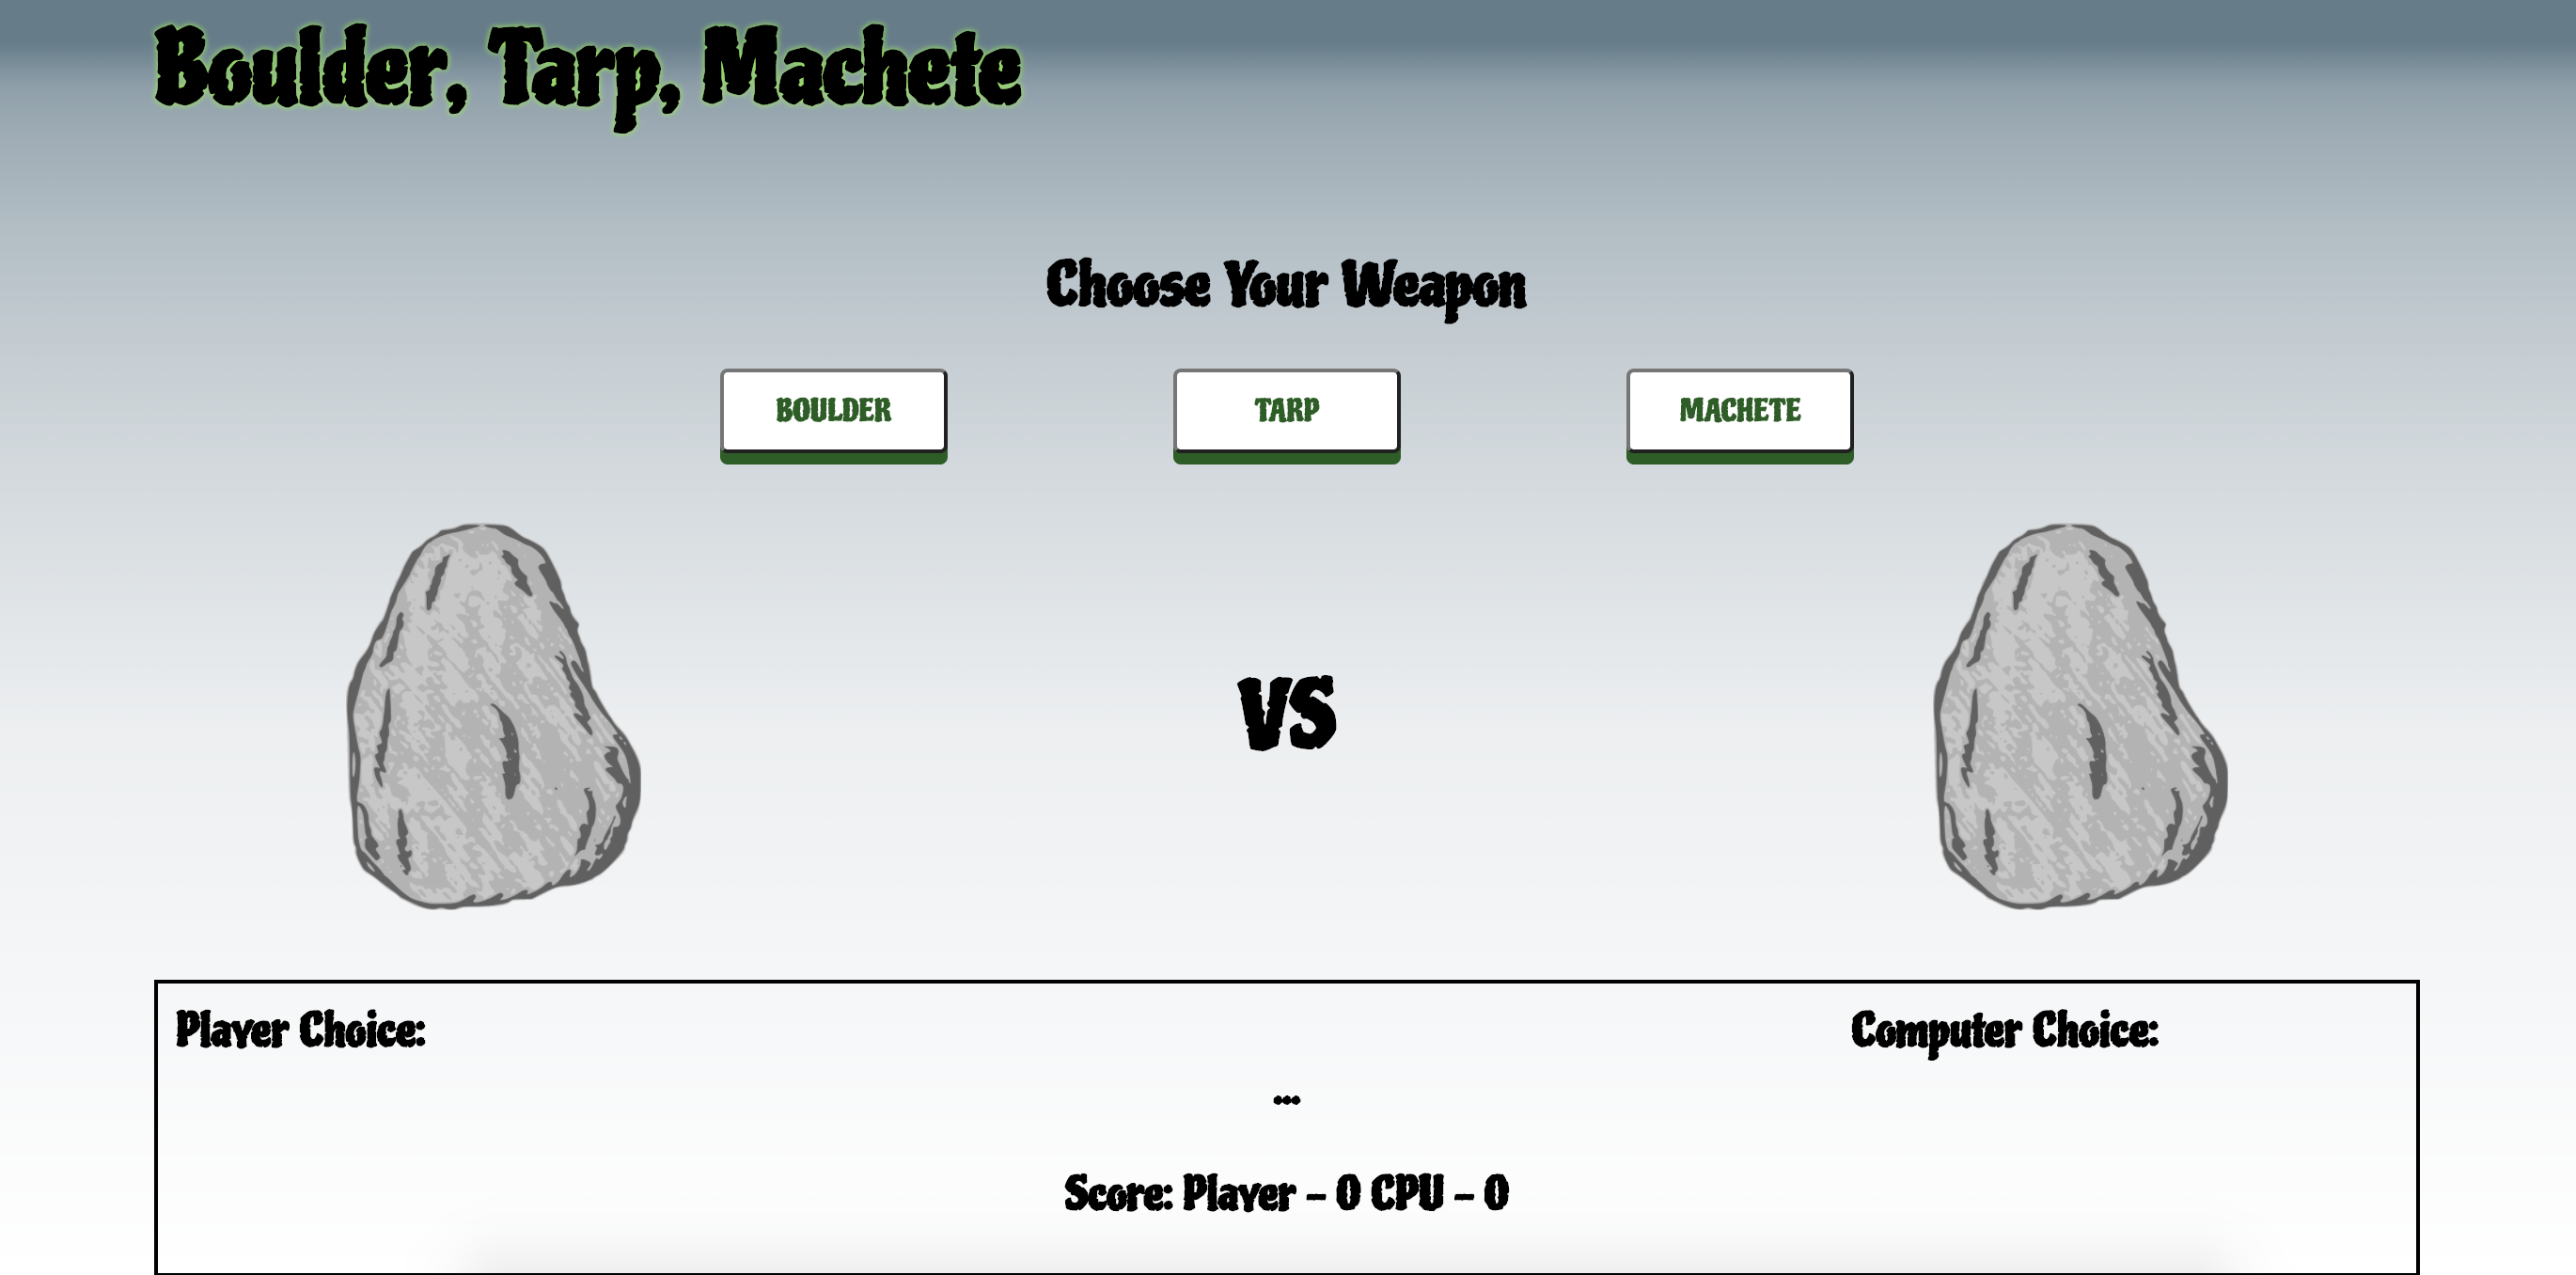 Boulder, Tarp, Machete
Choose Your Weapon
BOULDER TARP MACHETE
VS
Player Choice: Computer Choice:
...
Score: Player - 0 CPU - 0